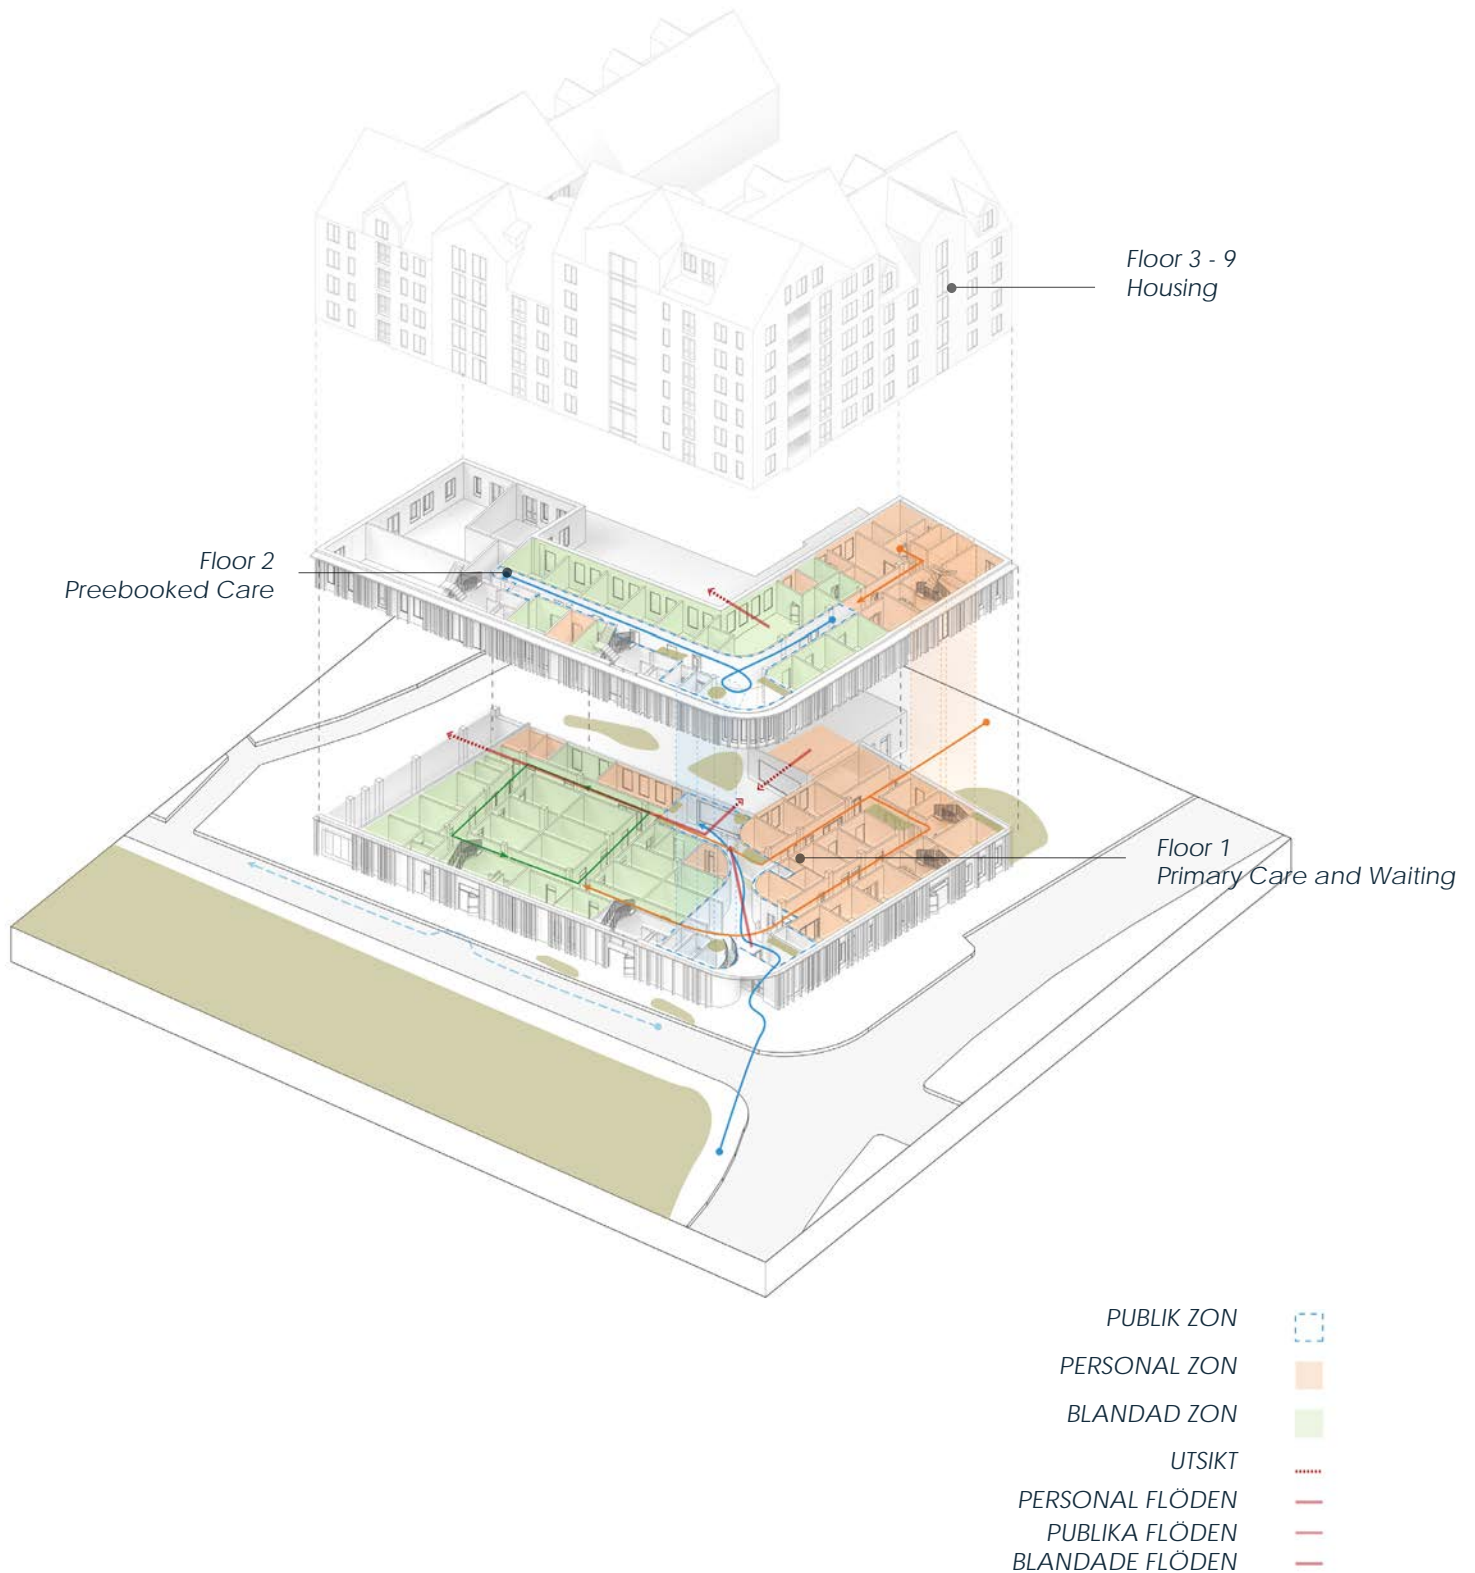 Floor 3 - 9
Housing
Floor 2
Preebooked Care
Floor 1
Primary Care and Waiting
PUBLIK ZON
PERSONAL ZON
BLANDAD ZON
UTSIKT
PERSONAL FLÖDEN
PUBLIKA FLÖDEN
BLANDADE FLÖDEN